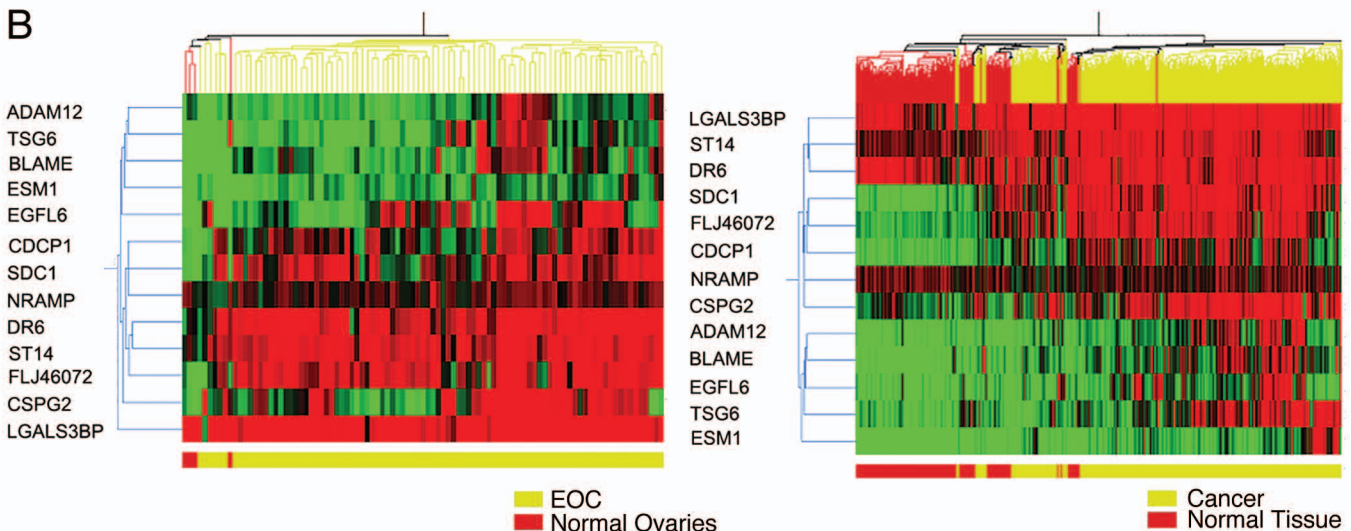 B
ADAM12
TSG6
BLAME
ESM1
EGFL6
CDCP1
SDC1
NRAMP
DR6
ST14
FLJ46072
CSPG2
LGALS3BP
EOC
Normal Ovaries
LGALS3BP
ST14
DR6
SDC1
FLJ46072
CDCP1
NRAMP
CSPG2
ADAM12
BLAME
EGFL6
TSG6
ESM1
Cancer
Normal Tissue